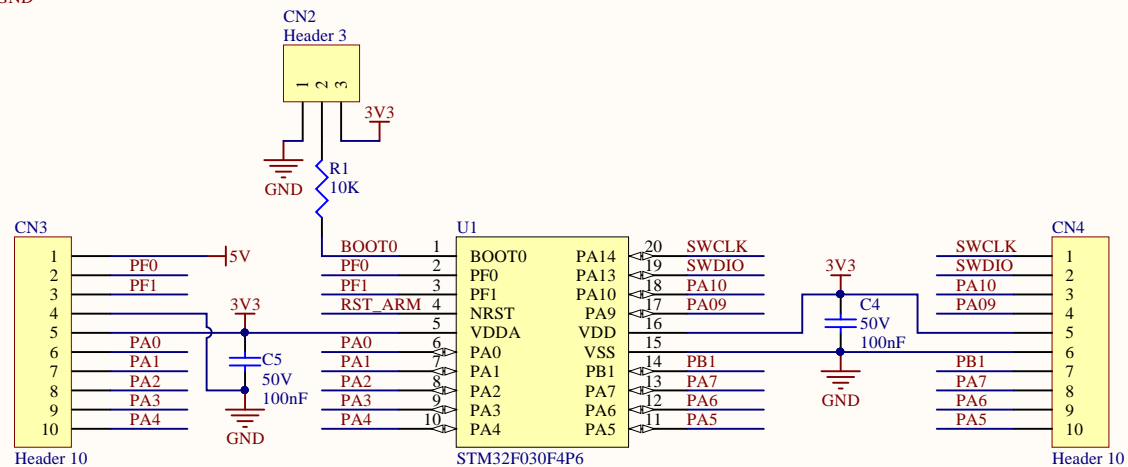 GND
CN2
Header 3
1 2 3
3V3
GND
R1
10K
CN3
1 5V
2 PF0
3 PF1
4
5
6 PA0
7 PA1
8 PA2
9 PA3
10 PA4
Header 10
3V3
C5
50V
100nF
GND
U1
BOOT0 1 BOOT0 PA14 20 SWCLK
PF0 2 PF0 PA13 19 SWDIO
PF1 3 PF1 PA10 18 PA10
RST_ARM 4 NRST PA9 17 PA09
5 VDDA VDD 16
PA0 6 PA0 VSS 15
PA1 7 PA1 PB1 14 PB1
PA2 8 PA2 PA7 13 PA7
PA3 9 PA3 PA6 12 PA6
PA4 10 PA4 PA5 11 PA5
STM32F030F4P6
3V3
C4
50V
100nF
GND
CN4
SWCLK 1
SWDIO 2
PA10 3
PA09 4
5
6
PB1 7
PA7 8
PA6 9
PA5 10
Header 10